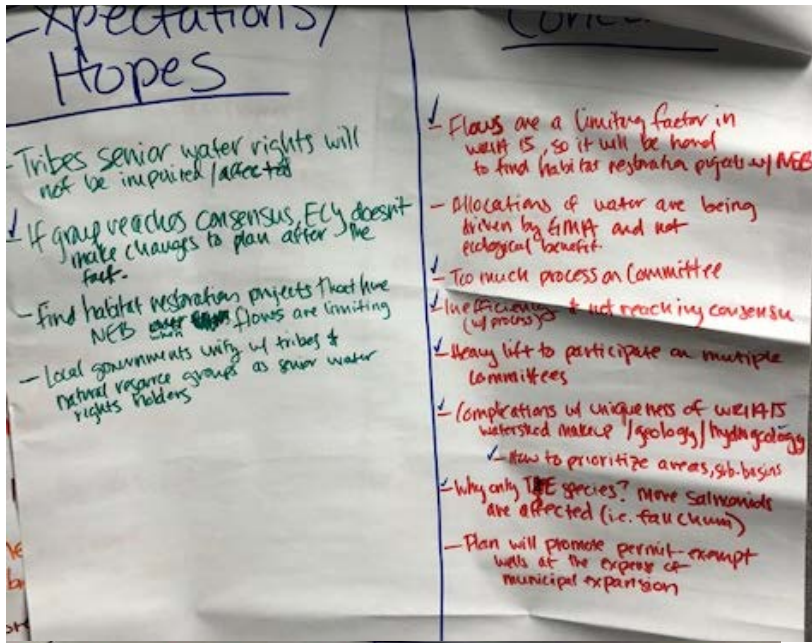 Expectations/
Hopes
- Tribes senior water rights will
not be impaired/affected
✓- If group reaches consensus, ECY doesn't
make changes to plan after the
fact.
- Find habitat restoration projects that have
NEB when flows are limiting
- Local governments unify w/ tribes &
natural resource groups as senior water
rights holders
✓- Flows are a limiting factor in
WRIA 15, so it will be hard
to find habitat restoration projects w/ NEB
- Allocations of water are being
driven by GMA and not
ecological benefit.
✓- Too much process on Committee
✓- Inefficiency & not reaching consensu
(w/ process)
✓- Heavy lift to participate on multiple
committees
✓- Complications w/ uniqueness of WRIA15
watershed makeup/geology/hydrogeology
✓- How to prioritize areas, sub-basins
✓- Why only T&E species? More Salmonids
are affected (i.e. fall chum)
- Plan will promote permit-exempt
wells at the expense of
municipal expansion